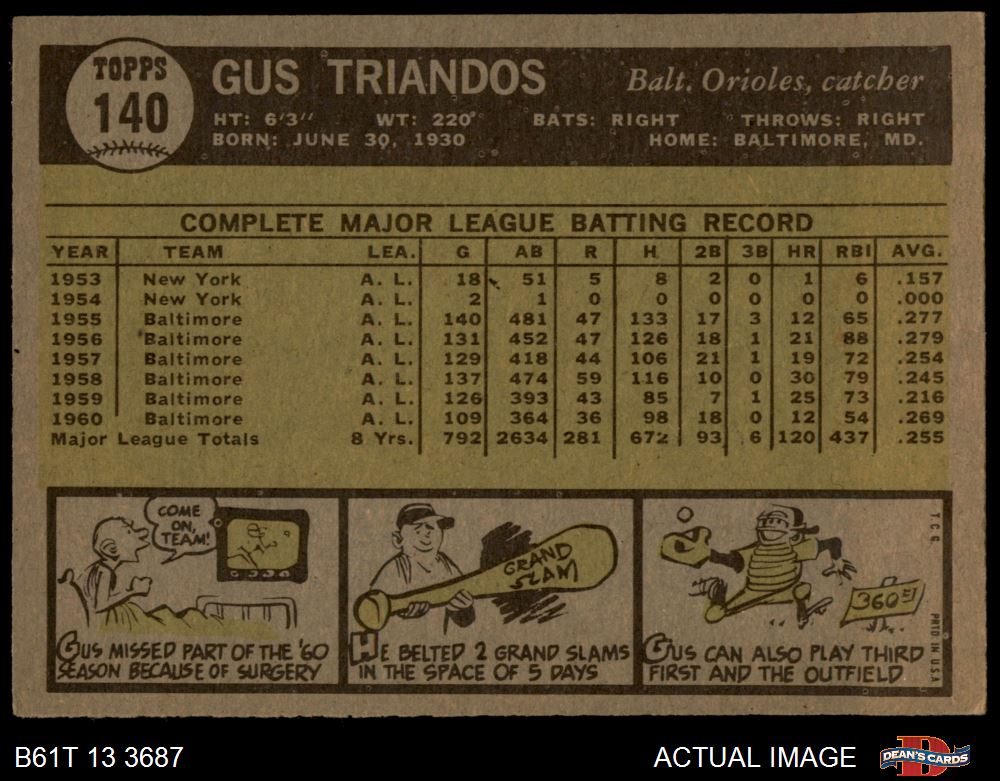 TOPPS
140
GUS TRIANDOS
Balt. Orioles, catcher
HT: 6'3" WT: 220 BATS: RIGHT THROWS: RIGHT
BORN: JUNE 30, 1930 HOME: BALTIMORE, MD.
COMPLETE MAJOR LEAGUE BATTING RECORD
YEAR TEAM LEA. G AB R H 2B 3B HR RBI AVG.
1953 New York A. L. 18 51 5 8 2 0 1 6 .157
1954 New York A. L. 2 1 0 0 0 0 0 0 .000
1955 Baltimore A. L. 140 481 47 133 17 3 12 65 .277
1956 Baltimore A. L. 131 452 47 126 18 1 21 88 .279
1957 Baltimore A. L. 129 418 44 106 21 1 19 72 .254
1958 Baltimore A. L. 137 474 59 116 10 0 30 79 .245
1959 Baltimore A. L. 126 393 43 85 7 1 25 73 .216
1960 Baltimore A. L. 109 364 36 98 18 0 12 54 .269
Major League Totals 8 Yrs. 792 2634 281 672 93 6 120 437 .255
COME
ON,
TEAM!
GUS MISSED PART OF THE '60
SEASON BECAUSE OF SURGERY
GRAND
SLAM
HE BELTED 2 GRAND SLAMS
IN THE SPACE OF 5 DAYS
360FT
GUS CAN ALSO PLAY THIRD
FIRST AND THE OUTFIELD
T.C.G.
PRTD. IN U.S.A.
B61T 13 3687
ACTUAL IMAGE
DEAN'S CARDS